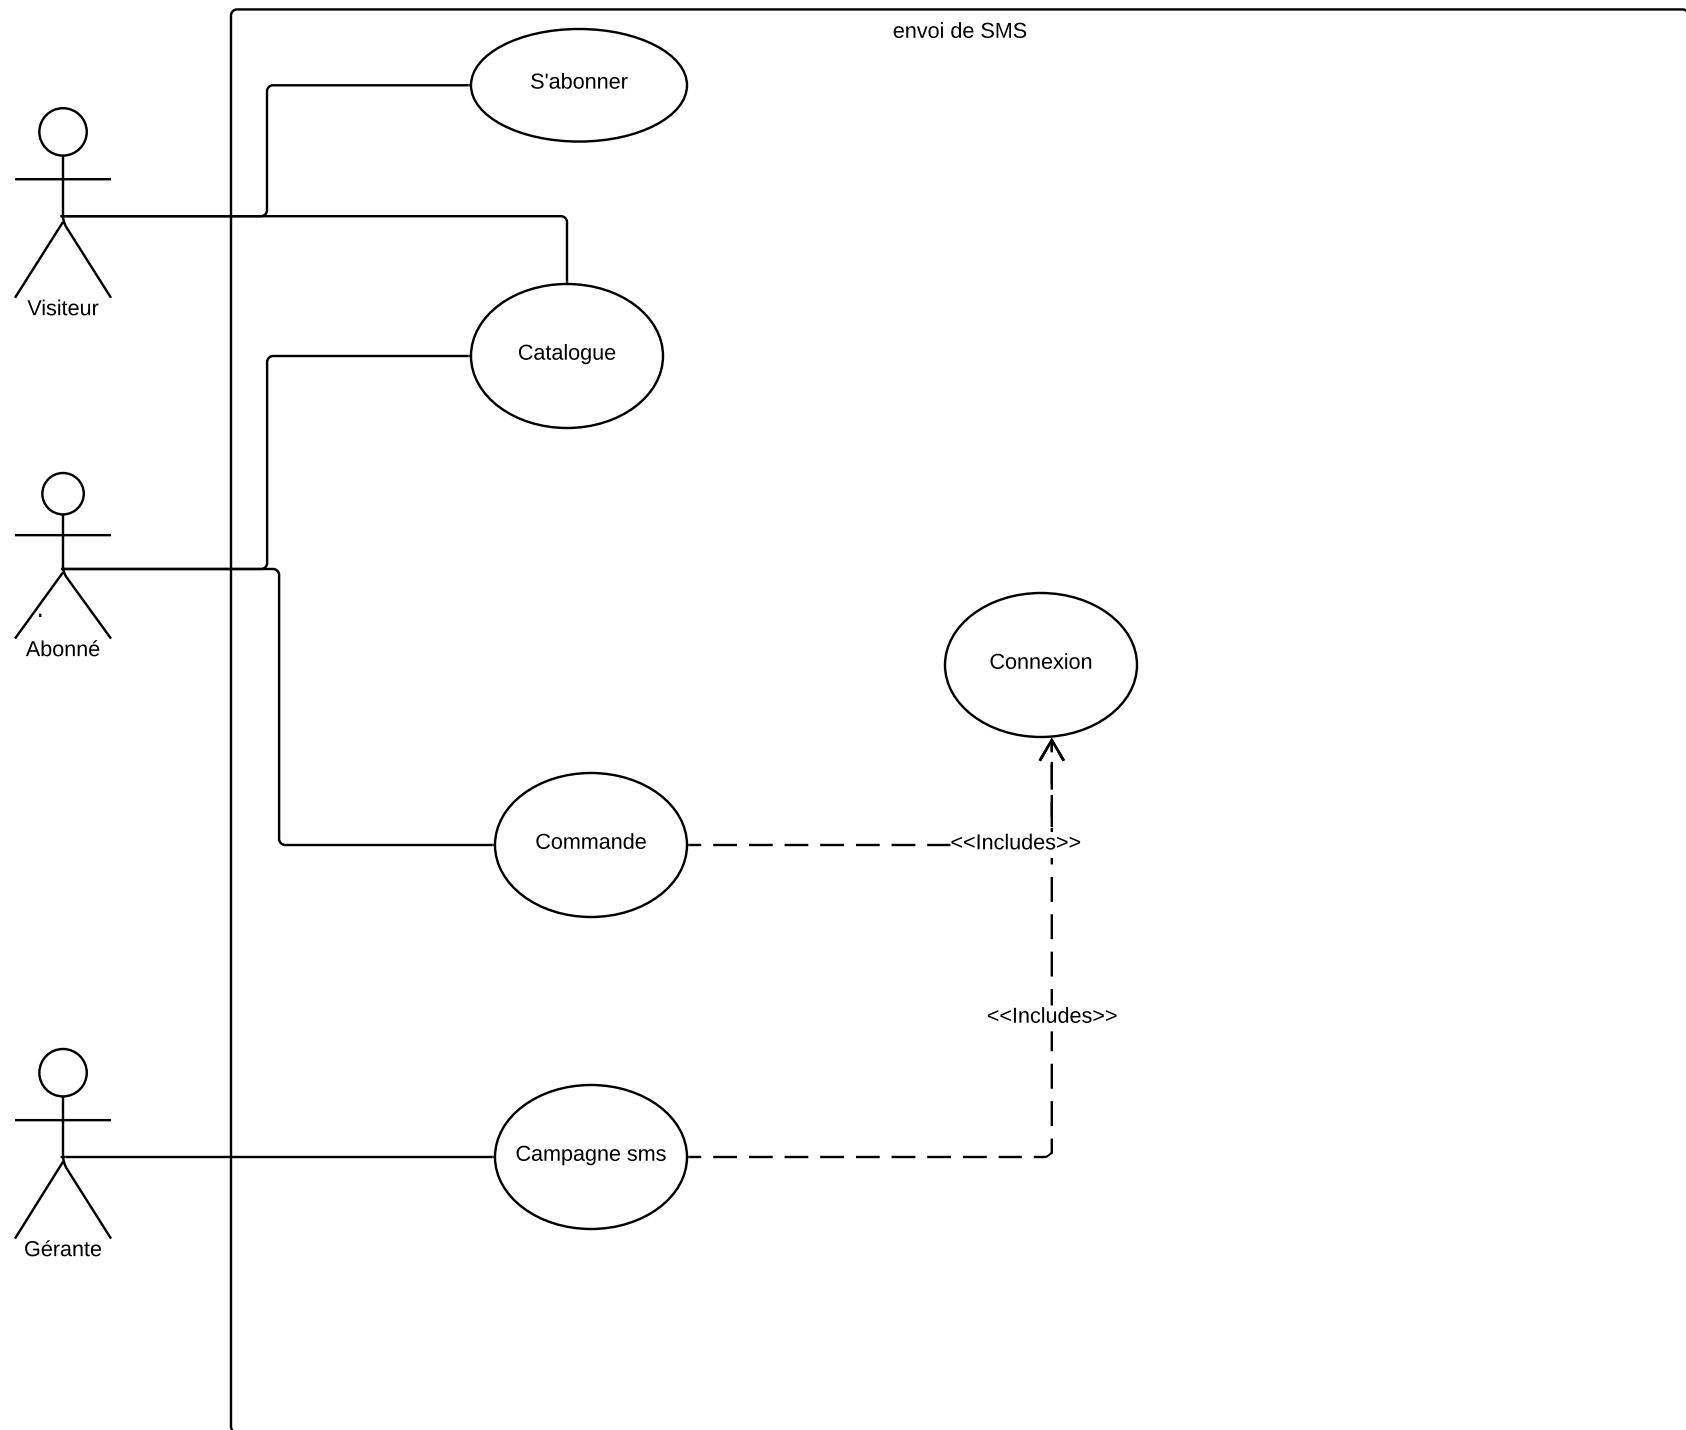 envoi de SMS
S'abonner
Visiteur
Catalogue
Abonné
Connexion
Commande
<<Includes>>
<<Includes>>
Campagne sms
Gérante